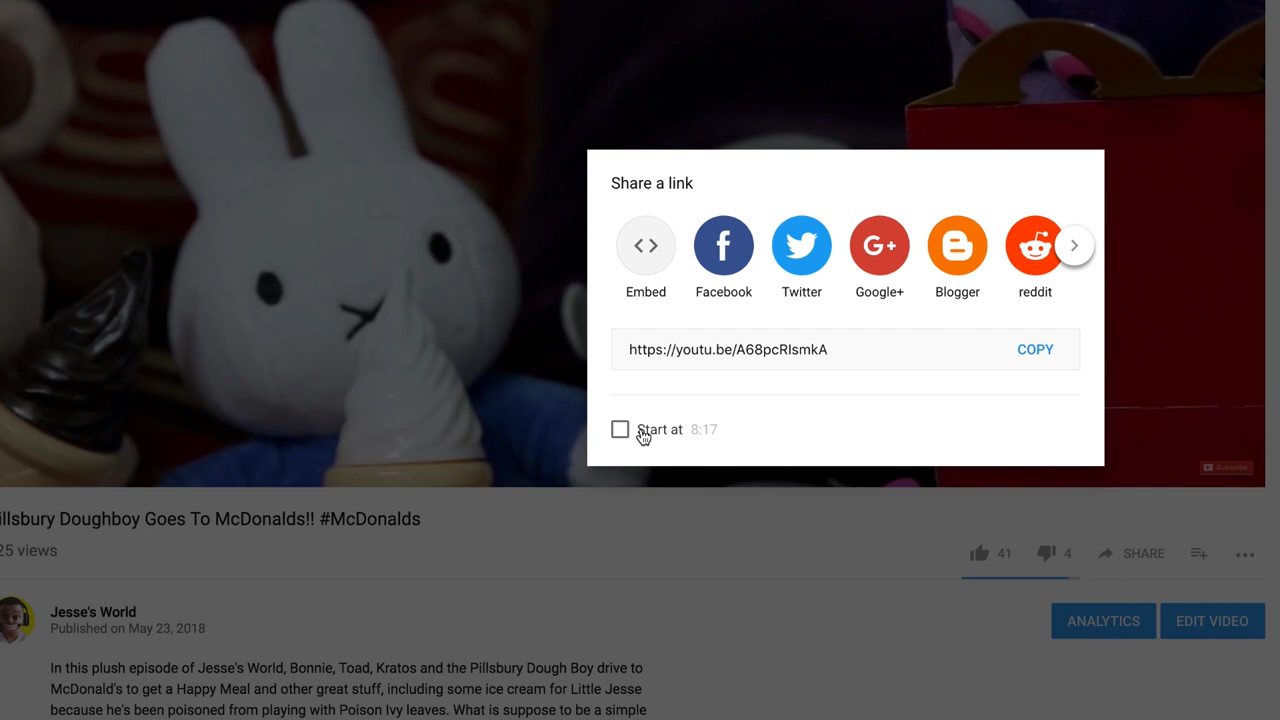 Share a link
Embed
Facebook
Twitter
Google+
Blogger
reddit
https://youtu.be/A68pcRIsmkA
COPY
Start at 8:17
Subscribe
illsbury Doughboy Goes To McDonalds!! #McDonalds
25 views
41
4
SHARE
Jesse's World
Published on May 23, 2018
ANALYTICS
EDIT VIDEO
In this plush episode of Jesse's World, Bonnie, Toad, Kratos and the Pillsbury Dough Boy drive to
McDonald's to get a Happy Meal and other great stuff, including some ice cream for Little Jesse
because he's been poisoned from playing with Poison Ivy leaves. What is suppose to be a simple